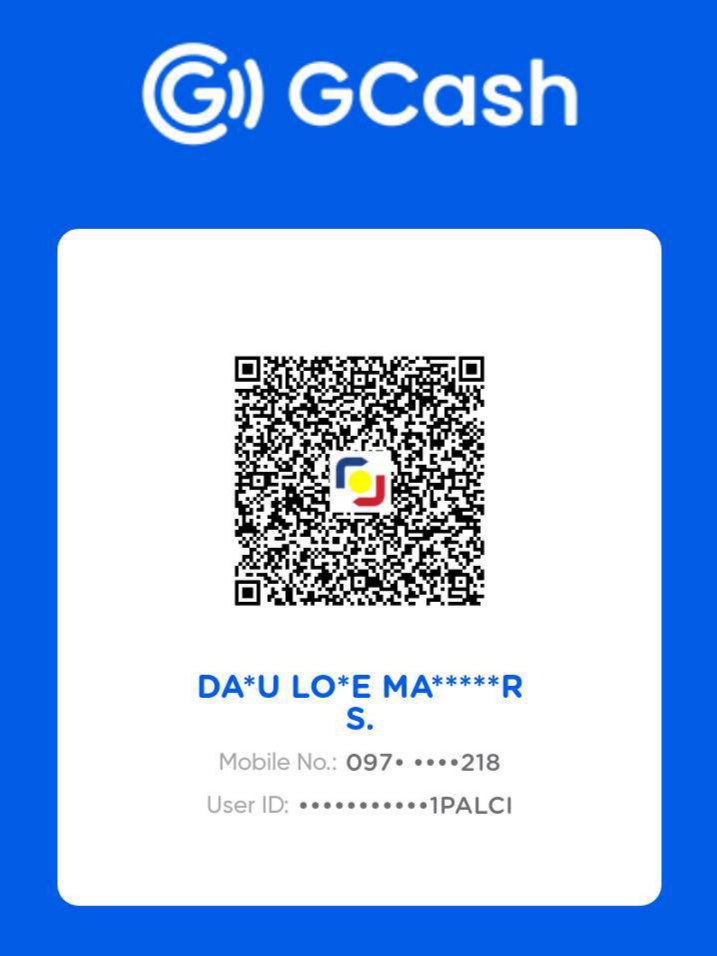 GCash
DA*U LO*E MA*****R
S.
Mobile No.: 097• ••••218
User ID: •••••••••••1PALCI